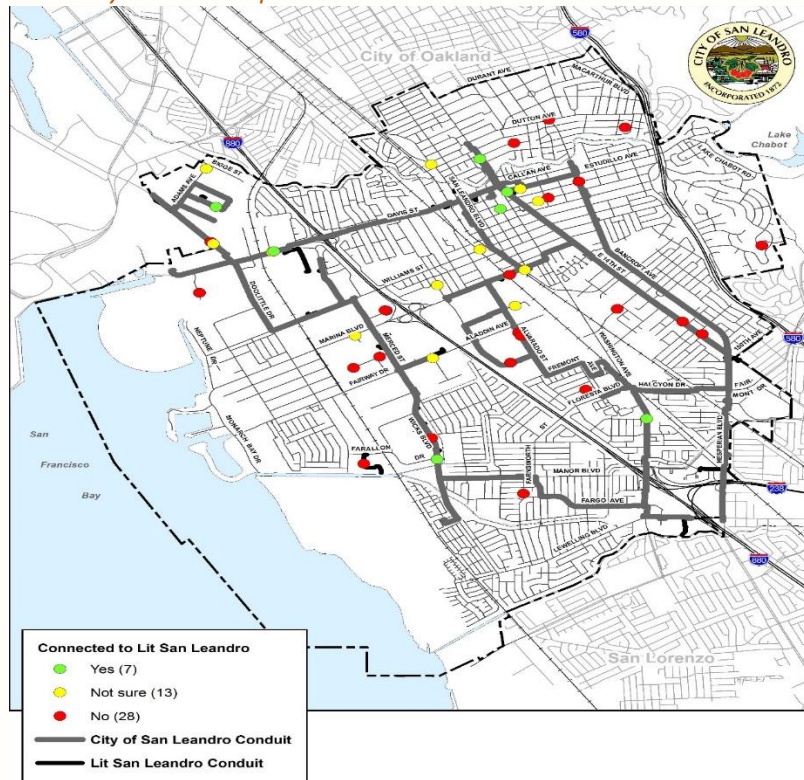 City of Oakland
580
CITY OF SAN LEANDRO
INCORPORATED 1872
DURANT AVE
MACARTHUR BLVD
DUTTON AVE
880
BIGGE ST
ADAMS AVE
CALLAN AVE
ESTUDILLO AVE
Lake
Chabot
LAKE CHABOT RD
SAN LEANDRO BLVD
DAVIS ST
E 14TH ST
BANCROFT AVE
WILLIAMS ST
DOOLITTLE DR
NEPTUNE DR
MARINA BLVD
MERCED ST
ALADDIN AVE
ALVARADO ST
WASHINGTON AVE
150TH AVE
580
FAIRWAY DR
FREMONT
AVE
FLORESTA BLVD
HALCYON DR
FAIR-
MONT DR
MONARCH BAY DR
WICKS BLVD
ST
HESPERIAN BLVD
San
Francisco
Bay
FARALLON
DR
FARNSWORTH
MANOR BLVD
FARGO AVE
238
LEWELLING BLVD
880
San Lorenzo
Connected to Lit San Leandro
Yes (7)
Not sure (13)
No (28)
City of San Leandro Conduit
Lit San Leandro Conduit